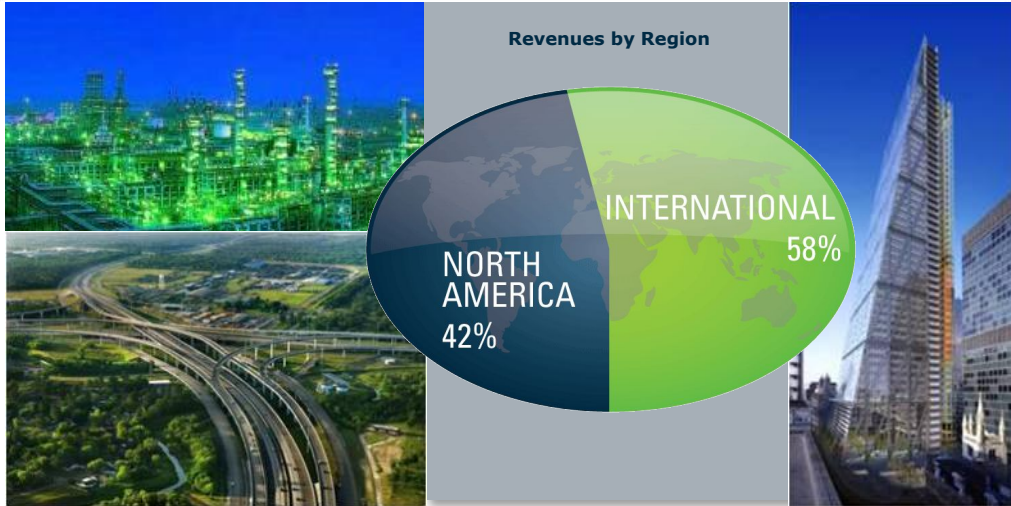 Revenues by Region
INTERNATIONAL
58%
NORTH
AMERICA
42%